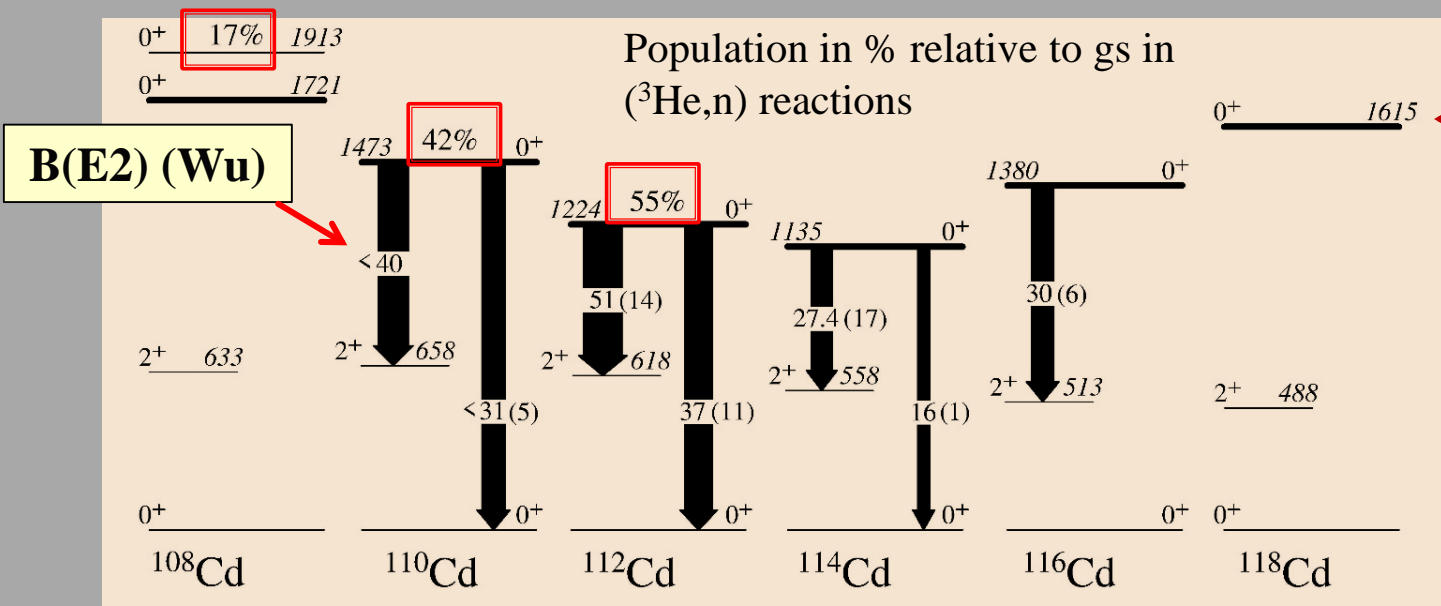 0⁺ 17% 1913
0⁺ 1721
Population in % relative to gs in
(³He,n) reactions
B(E2) (Wu)
1473 42% 0⁺
1224 55% 0⁺
1135 0⁺
1380 0⁺
0⁺ 1615
< 40
51 (14)
27.4 (17)
30 (6)
2⁺ 633
2⁺ 658
2⁺ 618
2⁺ 558
2⁺ 513
2⁺ 488
< 31 (5)
37 (11)
16 (1)
0⁺ 0⁺ 0⁺ 0⁺ 0⁺ 0⁺
¹⁰⁸Cd ¹¹⁰Cd ¹¹²Cd ¹¹⁴Cd ¹¹⁶Cd ¹¹⁸Cd